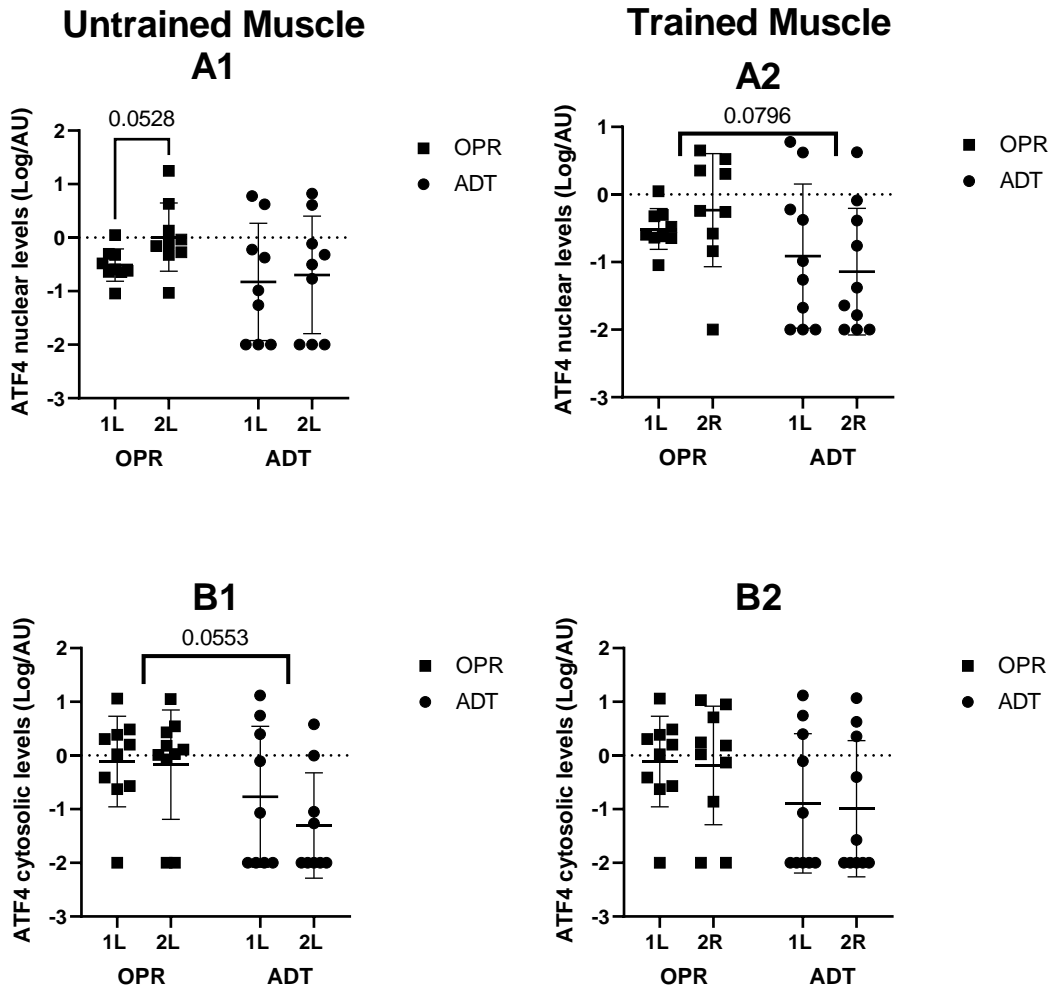 Untrained Muscle
Trained Muscle
A1
0.0528
ATF4 nuclear levels (Log/AU)
2
1
0
-1
-2
-3
1L 2L 1L 2L
OPR ADT
OPR
ADT
A2
0.0796
ATF4 nuclear levels (Log/AU)
1
0
-1
-2
-3
1L 2R 1L 2R
OPR ADT
OPR
ADT
B1
0.0553
ATF4 cytosolic levels (Log/AU)
2
1
0
-1
-2
-3
1L 2L 1L 2L
OPR ADT
OPR
ADT
B2
ATF4 cytosolic levels (Log/AU)
2
1
0
-1
-2
-3
1L 2R 1L 2R
OPR ADT
OPR
ADT